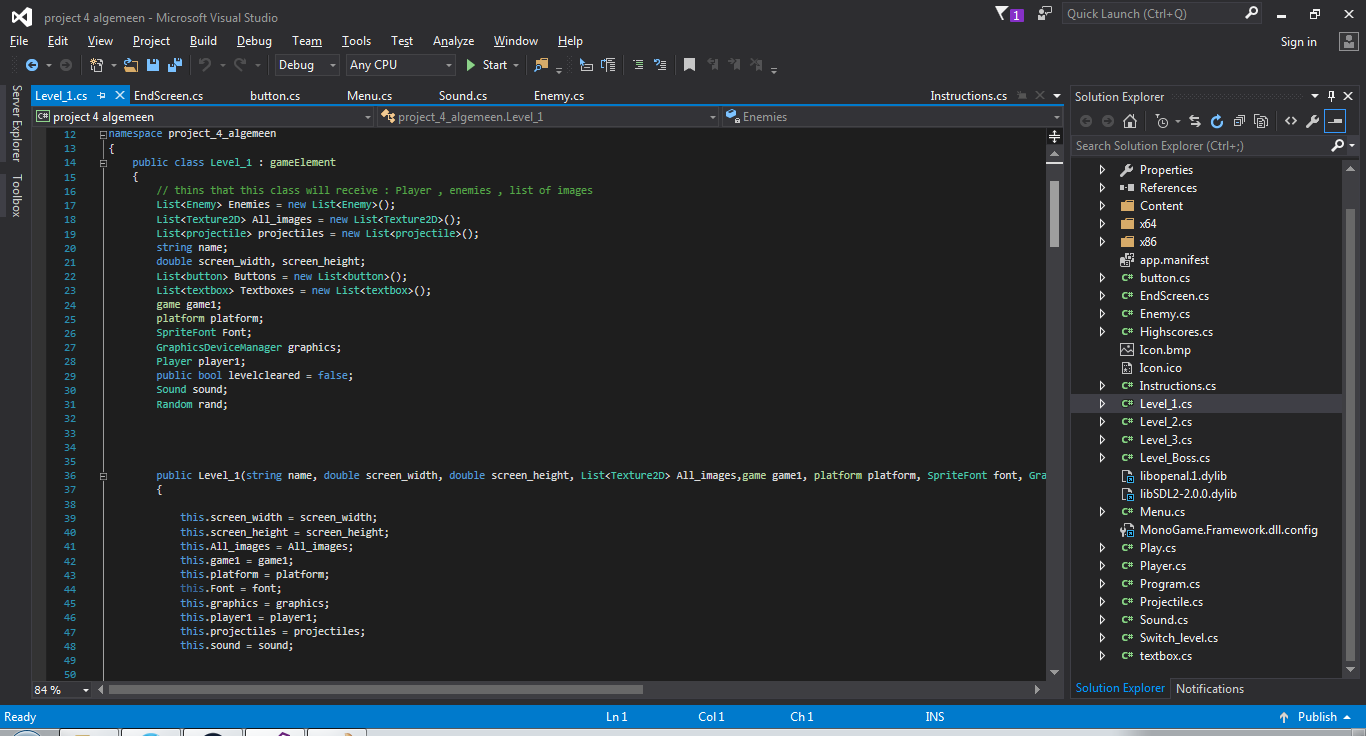 project 4 algemeen - Microsoft Visual Studio
1
Quick Launch (Ctrl+Q)
File Edit View Project Build Debug Team Tools Test Analyze Window Help
Sign in
Debug Any CPU Start
Server Explorer
Toolbox
Level_1.cs EndScreen.cs button.cs Menu.cs Sound.cs Enemy.cs Instructions.cs
project 4 algemeen project_4_algemeen.Level_1 Enemies
12 namespace project_4_algemeen
13 {
14 public class Level_1 : gameElement
15 {
16 // thins that this class will receive : Player , enemies , list of images
17 List<Enemy> Enemies = new List<Enemy>();
18 List<Texture2D> All_images = new List<Texture2D>();
19 List<projectile> projectiles = new List<projectile>();
20 string name;
21 double screen_width, screen_height;
22 List<button> Buttons = new List<button>();
23 List<textbox> Textboxes = new List<textbox>();
24 game game1;
25 platform platform;
26 SpriteFont Font;
27 GraphicsDeviceManager graphics;
28 Player player1;
29 public bool levelcleared = false;
30 Sound sound;
31 Random rand;
32
33
34
35
36 public Level_1(string name, double screen_width, double screen_height, List<Texture2D> All_images,game game1, platform platform, SpriteFont font, Gra
37 {
38
39 this.screen_width = screen_width;
40 this.screen_height = screen_height;
41 this.All_images = All_images;
42 this.game1 = game1;
43 this.platform = platform;
44 this.Font = font;
45 this.graphics = graphics;
46 this.player1 = player1;
47 this.projectiles = projectiles;
48 this.sound = sound;
49
50
84 %
Solution Explorer
Search Solution Explorer (Ctrl+;)
Properties
References
Content
x64
x86
app.manifest
C# button.cs
C# EndScreen.cs
C# Enemy.cs
C# Highscores.cs
Icon.bmp
Icon.ico
C# Instructions.cs
C# Level_1.cs
C# Level_2.cs
C# Level_3.cs
C# Level_Boss.cs
libopenal.1.dylib
libSDL2-2.0.0.dylib
C# Menu.cs
MonoGame.Framework.dll.config
C# Play.cs
C# Player.cs
C# Program.cs
C# Projectile.cs
C# Sound.cs
C# Switch_level.cs
C# textbox.cs
Solution Explorer Notifications
Ready Ln 1 Col 1 Ch 1 INS Publish